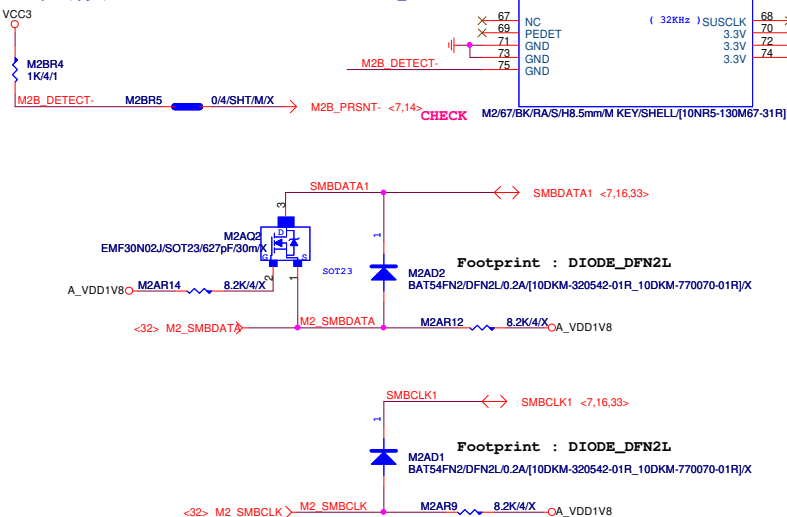 VCC3
M2BR4
1K/4/1
M2B_DETECT-
M2BR5
0/4/SHT/M/X
M2B_PRSNT- <7,14>
CHECK
67
69
71
73
75
NC
PEDET
GND
GND
GND
( 32KHz )
SUSCLK
3.3V
3.3V
3.3V
68
70
72
74
M2B_DETECT-
M2/67/BK/RA/S/H8.5mm/M KEY/SHELL/[10NR5-130M67-31R]
SMBDATA1
SMBDATA1 <7,16,33>
3
D
G
S
M2AQ2
EMF30N02J/SOT23/627pF/30m/X
SOT23
2
1
1
A_VDD1V8
M2AR14
8.2K/4/X
Footprint : DIODE_DFN2L
M2AD2
BAT54FN2/DFN2L/0.2A/[10DKM-320542-01R_10DKM-770070-01R]/X
<32> M2_SMBDATA
M2_SMBDATA
M2AR12
8.2K/4/X
A_VDD1V8
SMBCLK1
SMBCLK1 <7,16,33>
1
Footprint : DIODE_DFN2L
M2AD1
BAT54FN2/DFN2L/0.2A/[10DKM-320542-01R_10DKM-770070-01R]/X
<32> M2_SMBCLK
M2_SMBCLK
M2AR9
8.2K/4/X
A_VDD1V8